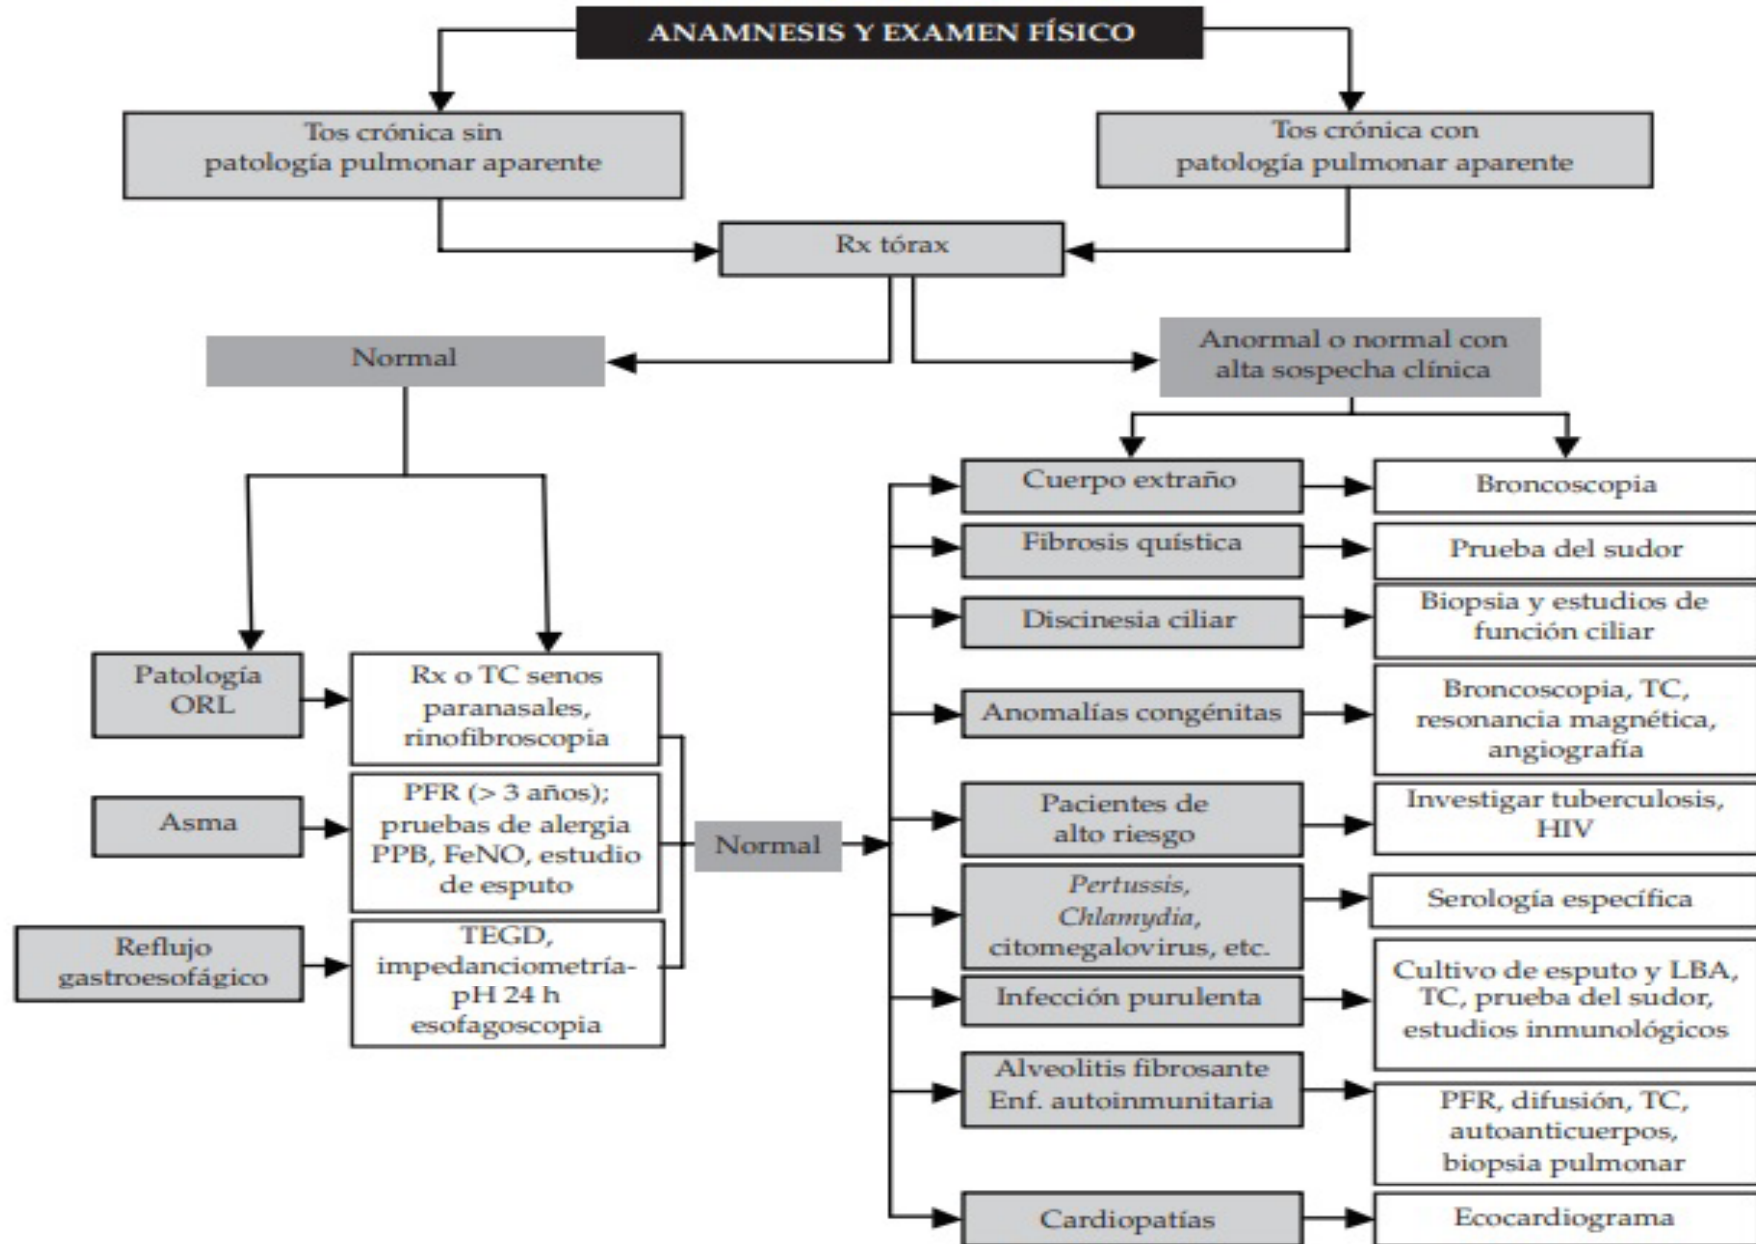 ANAMNESIS Y EXAMEN FÍSICO
Tos crónica sin
patología pulmonar aparente
Tos crónica con
patología pulmonar aparente
Rx tórax
Normal
Anormal o normal con
alta sospecha clínica
Patología
ORL
Rx o TC senos
paranasales,
rinofibroscopia
Asma
PFR (> 3 años);
pruebas de alergia
PPB, FeNO, estudio
de esputo
Reflujo
gastroesofágico
TEGD,
impedanciometría-
pH 24 h
esofagoscopia
Normal
Cuerpo extraño
Broncoscopia
Fibrosis quística
Prueba del sudor
Discinesia ciliar
Biopsia y estudios de
función ciliar
Anomalías congénitas
Broncoscopia, TC,
resonancia magnética,
angiografía
Pacientes de
alto riesgo
Investigar tuberculosis,
HIV
Pertussis,
Chlamydia,
citomegalovirus, etc.
Serología específica
Infección purulenta
Cultivo de esputo y LBA,
TC, prueba del sudor,
estudios inmunológicos
Alveolitis fibrosante
Enf. autoinmunitaria
PFR, difusión, TC,
autoanticuerpos,
biopsia pulmonar
Cardiopatías
Ecocardiograma